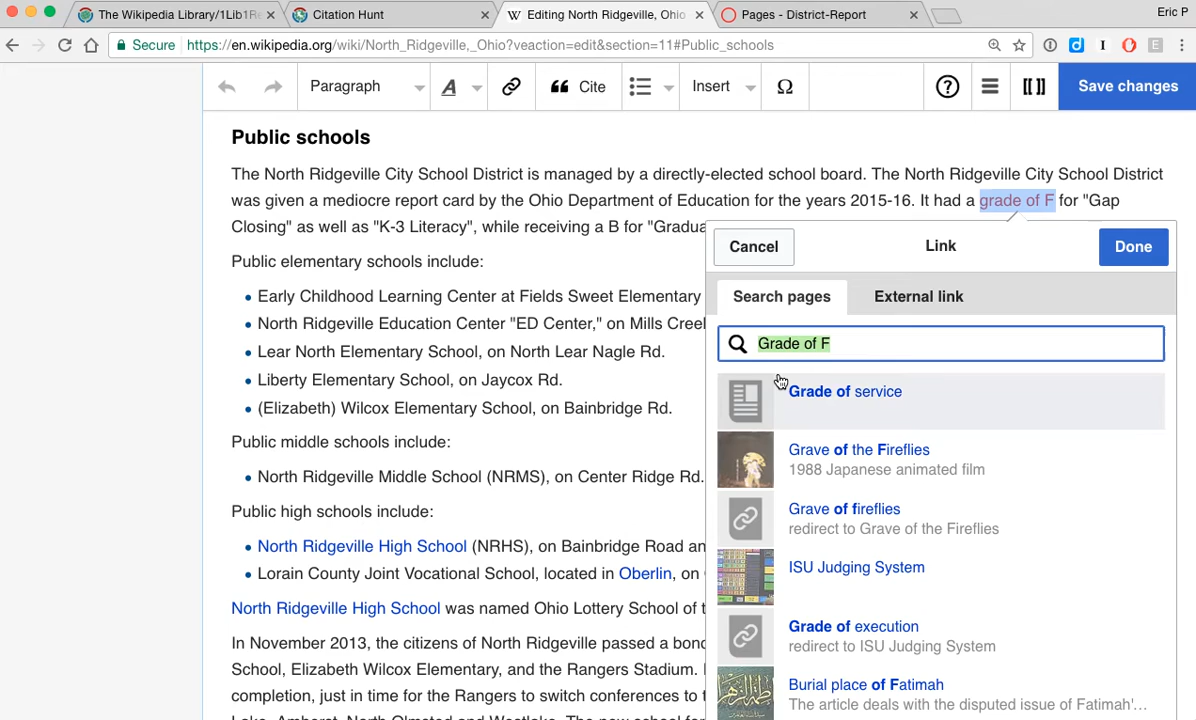 The Wikipedia Library/1Lib1Re
Citation Hunt
Editing North Ridgeville, Ohio
Pages - District-Report
Eric P
Secure https://en.wikipedia.org/wiki/North_Ridgeville,_Ohio?veaction=edit&section=11#Public_schools
Paragraph A Cite Insert Ω ? [[ ]] Save changes
Public schools
The North Ridgeville City School District is managed by a directly-elected school board. The North Ridgeville City School District
was given a mediocre report card by the Ohio Department of Education for the years 2015-16. It had a grade of F for "Gap
Closing" as well as "K-3 Literacy", while receiving a B for "Gradua
Public elementary schools include:
Early Childhood Learning Center at Fields Sweet Elementary
North Ridgeville Education Center "ED Center," on Mills Creek
Lear North Elementary School, on North Lear Nagle Rd.
Liberty Elementary School, on Jaycox Rd.
(Elizabeth) Wilcox Elementary School, on Bainbridge Rd.
Public middle schools include:
North Ridgeville Middle School (NRMS), on Center Ridge Rd.
Public high schools include:
North Ridgeville High School (NRHS), on Bainbridge Road an
Lorain County Joint Vocational School, located in Oberlin, on
North Ridgeville High School was named Ohio Lottery School of t
In November 2013, the citizens of North Ridgeville passed a bond
School, Elizabeth Wilcox Elementary, and the Rangers Stadium.
completion, just in time for the Rangers to switch conferences to t
Lake, Amherst, North Olmsted and Westlake. The new school for
Cancel Link Done
Search pages External link
Grade of F
Grade of service
Grave of the Fireflies
1988 Japanese animated film
Grave of fireflies
redirect to Grave of the Fireflies
ISU Judging System
Grade of execution
redirect to ISU Judging System
Burial place of Fatimah
The article deals with the disputed issue of Fatimah'...